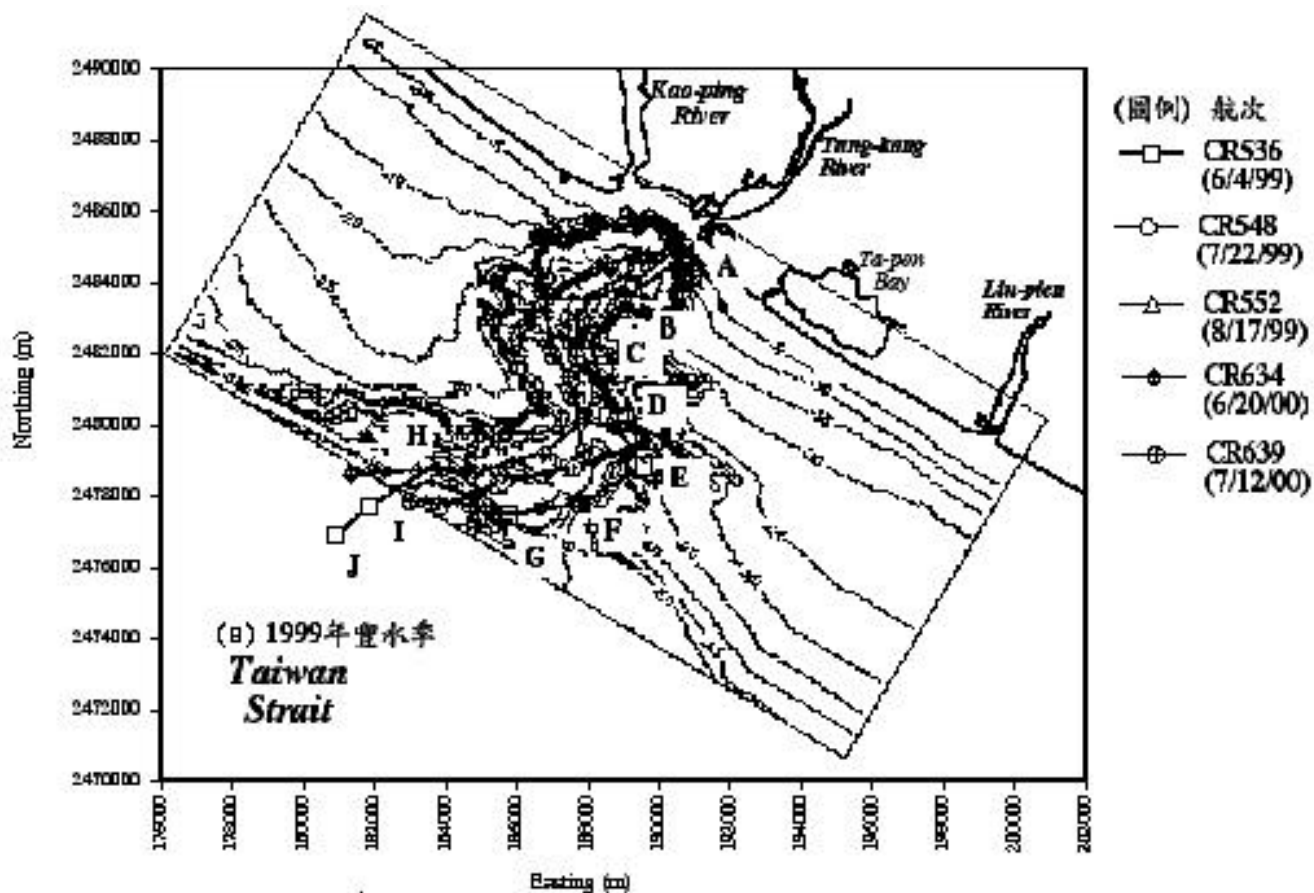 2490000
2488000
2486000
2484000
2482000
2480000
2478000
2476000
2474000
2472000
2470000
Northing (m)
Kao-ping
River
Tung-kang
River
Ta-pon
Bay
Lin-pien
River
A
B
C
D
E
F
G
H
I
J
(B) 1999年豐水季
Taiwan
Strait
176000
178000
180000
182000
184000
186000
188000
190000
192000
194000
196000
198000
200000
202000
Easting (m)
(圖例) 航次
CR536
(6/4/99)
CR548
(7/22/99)
CR552
(8/17/99)
CR634
(6/20/00)
CR639
(7/12/00)